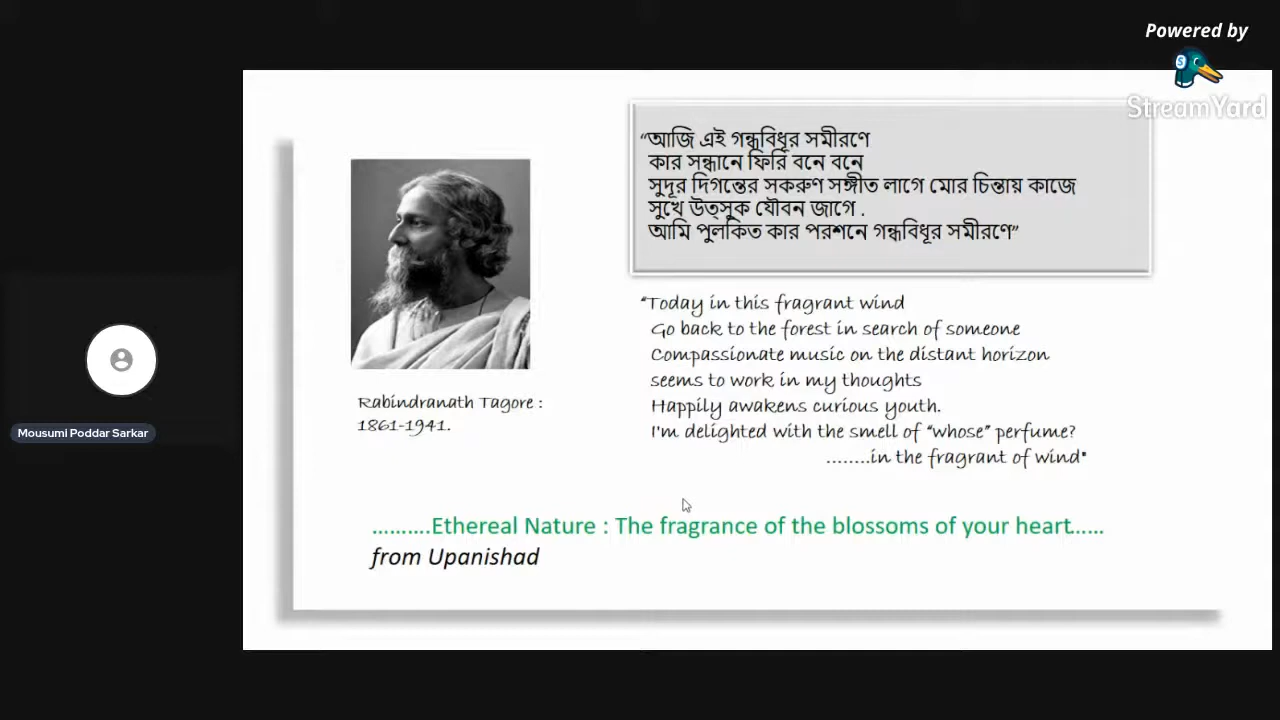 Powered by
StreamYard
“আজি এই গন্ধবিধুর সমীরণে
কার সন্ধানে ফিরি বনে বনে
সুদূর দিগন্তের সকরুণ সঙ্গীত লাগে মোর চিন্তায় কাজে
সুখে উত্সুক যৌবন জাগে .
আমি পুলকিত কার পরশনে গন্ধবিধূর সমীরণে”
“Today in this fragrant wind
Go back to the forest in search of someone
Compassionate music on the distant horizon
seems to work in my thoughts
Happily awakens curious youth.
I'm delighted with the smell of “whose” perfume?
........in the fragrant of wind"
Rabindranath Tagore :
1861-1941.
Mousumi Poddar Sarkar
..........Ethereal Nature : The fragrance of the blossoms of your heart......
from Upanishad